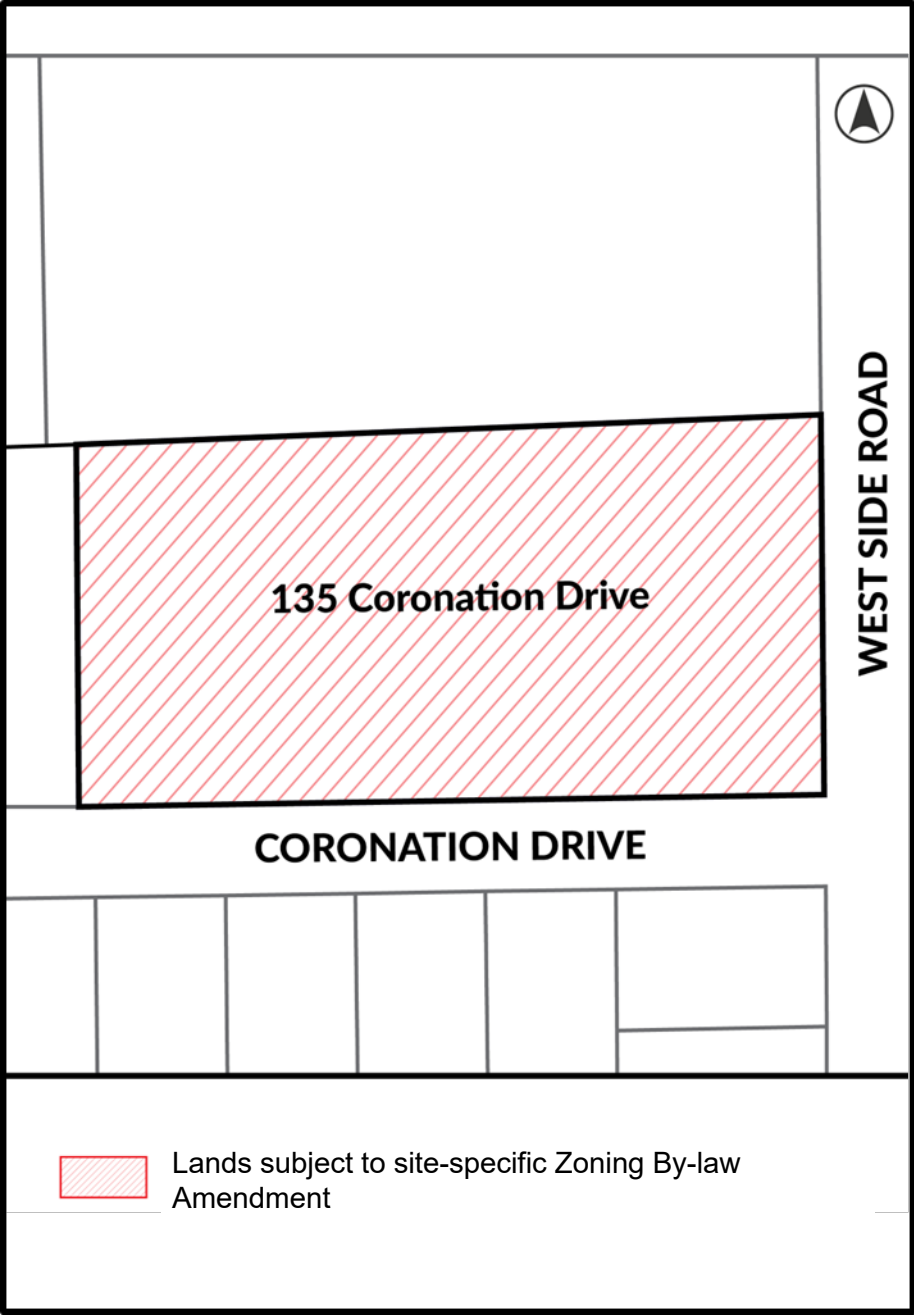 WEST SIDE ROAD
135 Coronation Drive
CORONATION DRIVE
Lands subject to site-specific Zoning By-law
Amendment